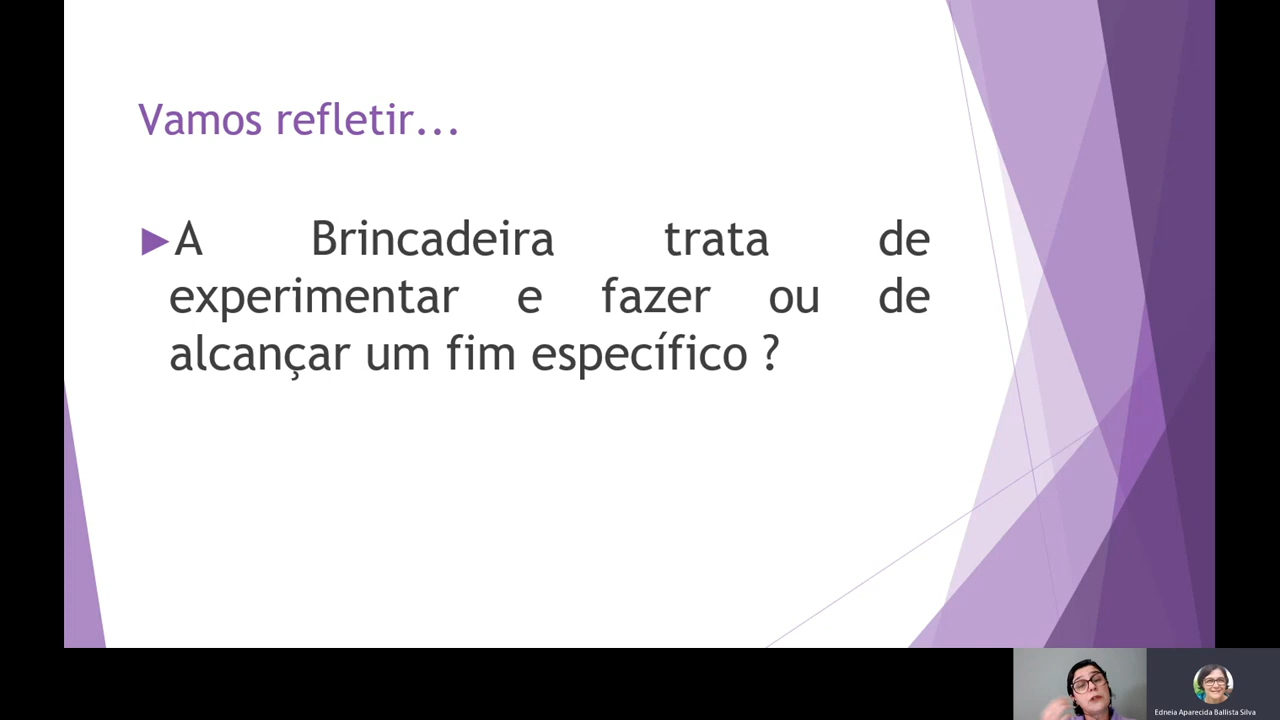 Vamos refletir...
►A Brincadeira trata de
experimentar e fazer ou de
alcançar um fim específico ?
Edneia Aparecida Ballista Silva